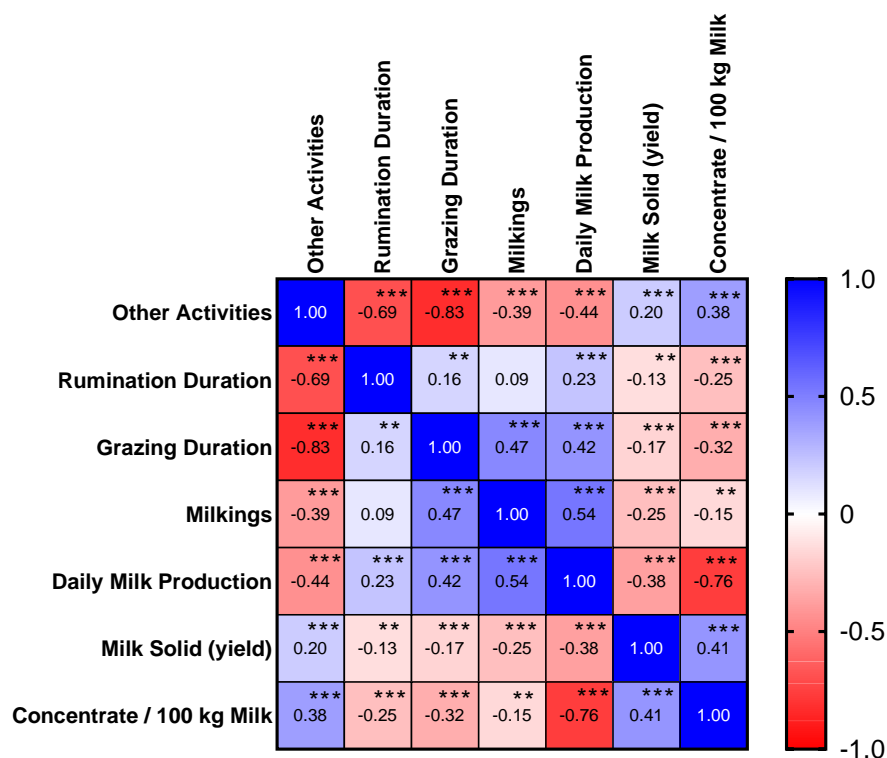 Other Activities
Rumination Duration
Grazing Duration
Milkings
Daily Milk Production
Milk Solid (yield)
Concentrate / 100 kg Milk
*** *** *** *** *** ***
Other Activities 1.00 -0.69 -0.83 -0.39 -0.44 0.20 0.38
*** ** *** ** ***
Rumination Duration -0.69 1.00 0.16 0.09 0.23 -0.13 -0.25
*** ** *** *** *** ***
Grazing Duration -0.83 0.16 1.00 0.47 0.42 -0.17 -0.32
*** *** *** *** **
Milkings -0.39 0.09 0.47 1.00 0.54 -0.25 -0.15
*** *** *** *** *** ***
Daily Milk Production -0.44 0.23 0.42 0.54 1.00 -0.38 -0.76
*** ** *** *** *** ***
Milk Solid (yield) 0.20 -0.13 -0.17 -0.25 -0.38 1.00 0.41
*** *** *** ** *** ***
Concentrate / 100 kg Milk 0.38 -0.25 -0.32 -0.15 -0.76 0.41 1.00
1.0
0.5
0
-0.5
-1.0